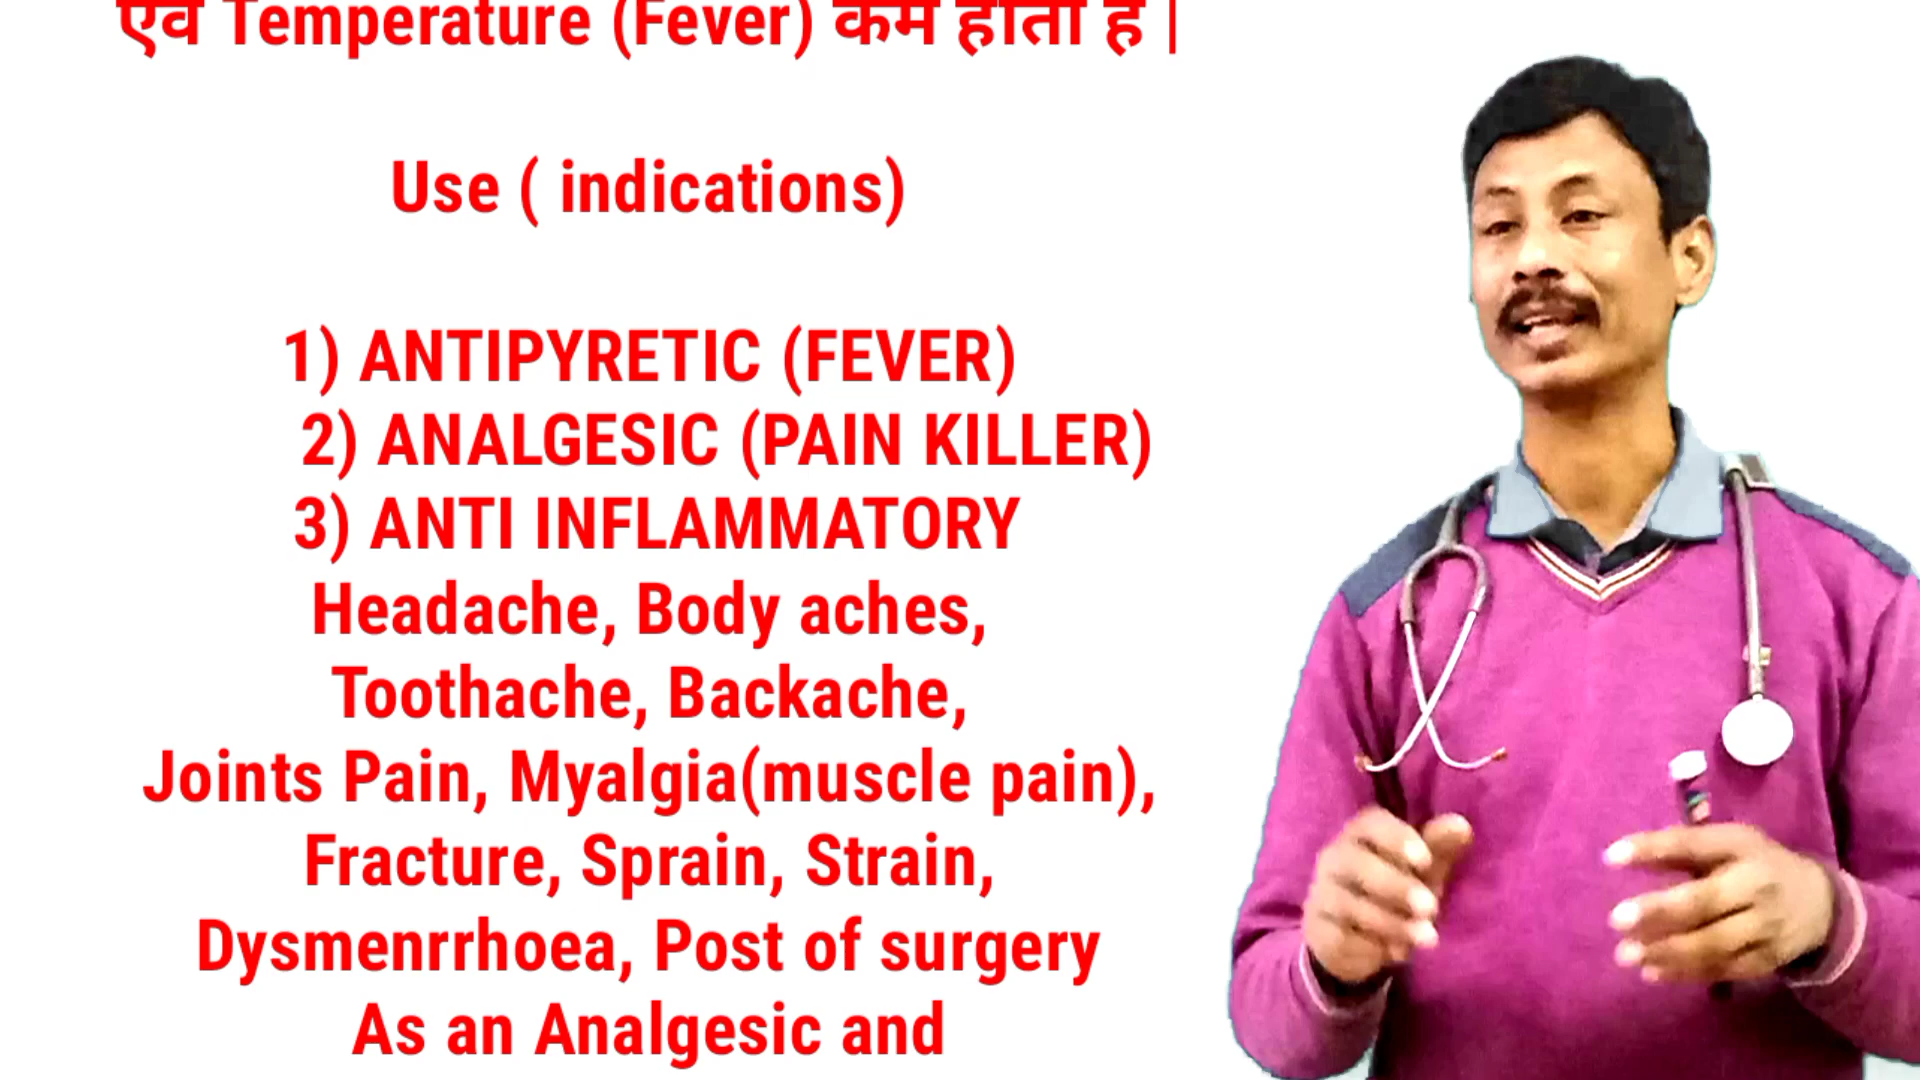 एवं Temperature (Fever) कम होता है |
Use ( indications)
1) ANTIPYRETIC (FEVER)
2) ANALGESIC (PAIN KILLER)
3) ANTI INFLAMMATORY
Headache, Body aches,
Toothache, Backache,
Joints Pain, Myalgia(muscle pain),
Fracture, Sprain, Strain,
Dysmenrrhoea, Post of surgery
As an Analgesic and